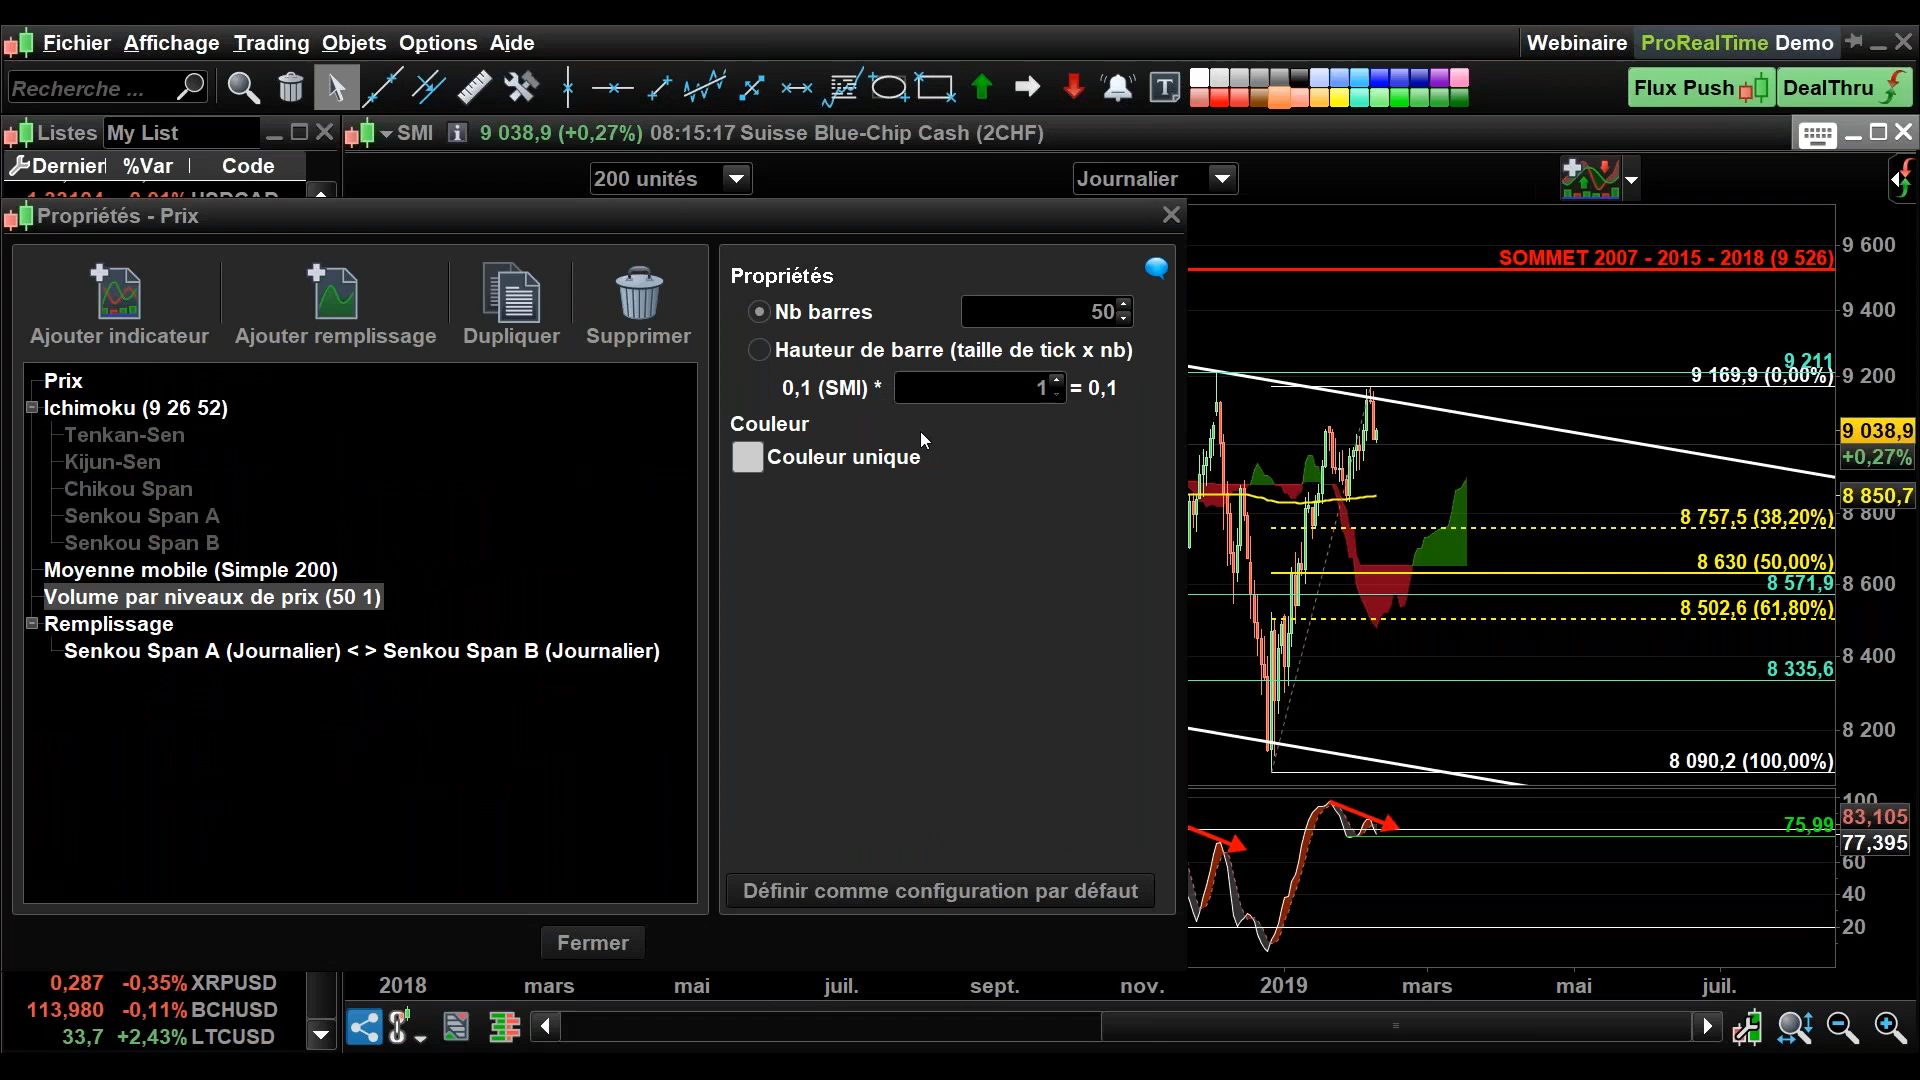 Fichier Affichage Trading Objets Options Aide
Webinaire ProRealTime Demo
Recherche ...
T
Flux Push
DealThru
Listes My List
SMI 9 038,9 (+0,27%) 08:15:17 Suisse Blue-Chip Cash (2CHF)
Dernier %Var Code
200 unités
Journalier
Propriétés - Prix
Ajouter indicateur
Ajouter remplissage
Dupliquer
Supprimer
Prix
Ichimoku (9 26 52)
Tenkan-Sen
Kijun-Sen
Chikou Span
Senkou Span A
Senkou Span B
Moyenne mobile (Simple 200)
Volume par niveaux de prix (50 1)
Remplissage
Senkou Span A (Journalier) < > Senkou Span B (Journalier)
Propriétés
Nb barres 50
Hauteur de barre (taille de tick x nb)
0,1 (SMI) * 1 = 0,1
Couleur
Couleur unique
Définir comme configuration par défaut
Fermer
SOMMET 2007 - 2015 - 2018 (9 526)
9 211
9 169,9 (0,00%)
8 757,5 (38,20%)
8 630 (50,00%)
8 571,9
8 502,6 (61,80%)
8 335,6
8 090,2 (100,00%)
9 600
9 400
9 200
9 038,9
+0,27%
8 850,7
8 800
8 600
8 400
8 200
75,99
100
83,105
77,395
60
40
20
0,287 -0,35% XRPUSD
113,980 -0,11% BCHUSD
33,7 +2,43% LTCUSD
2018 mars mai juil. sept. nov. 2019 mars mai juil.